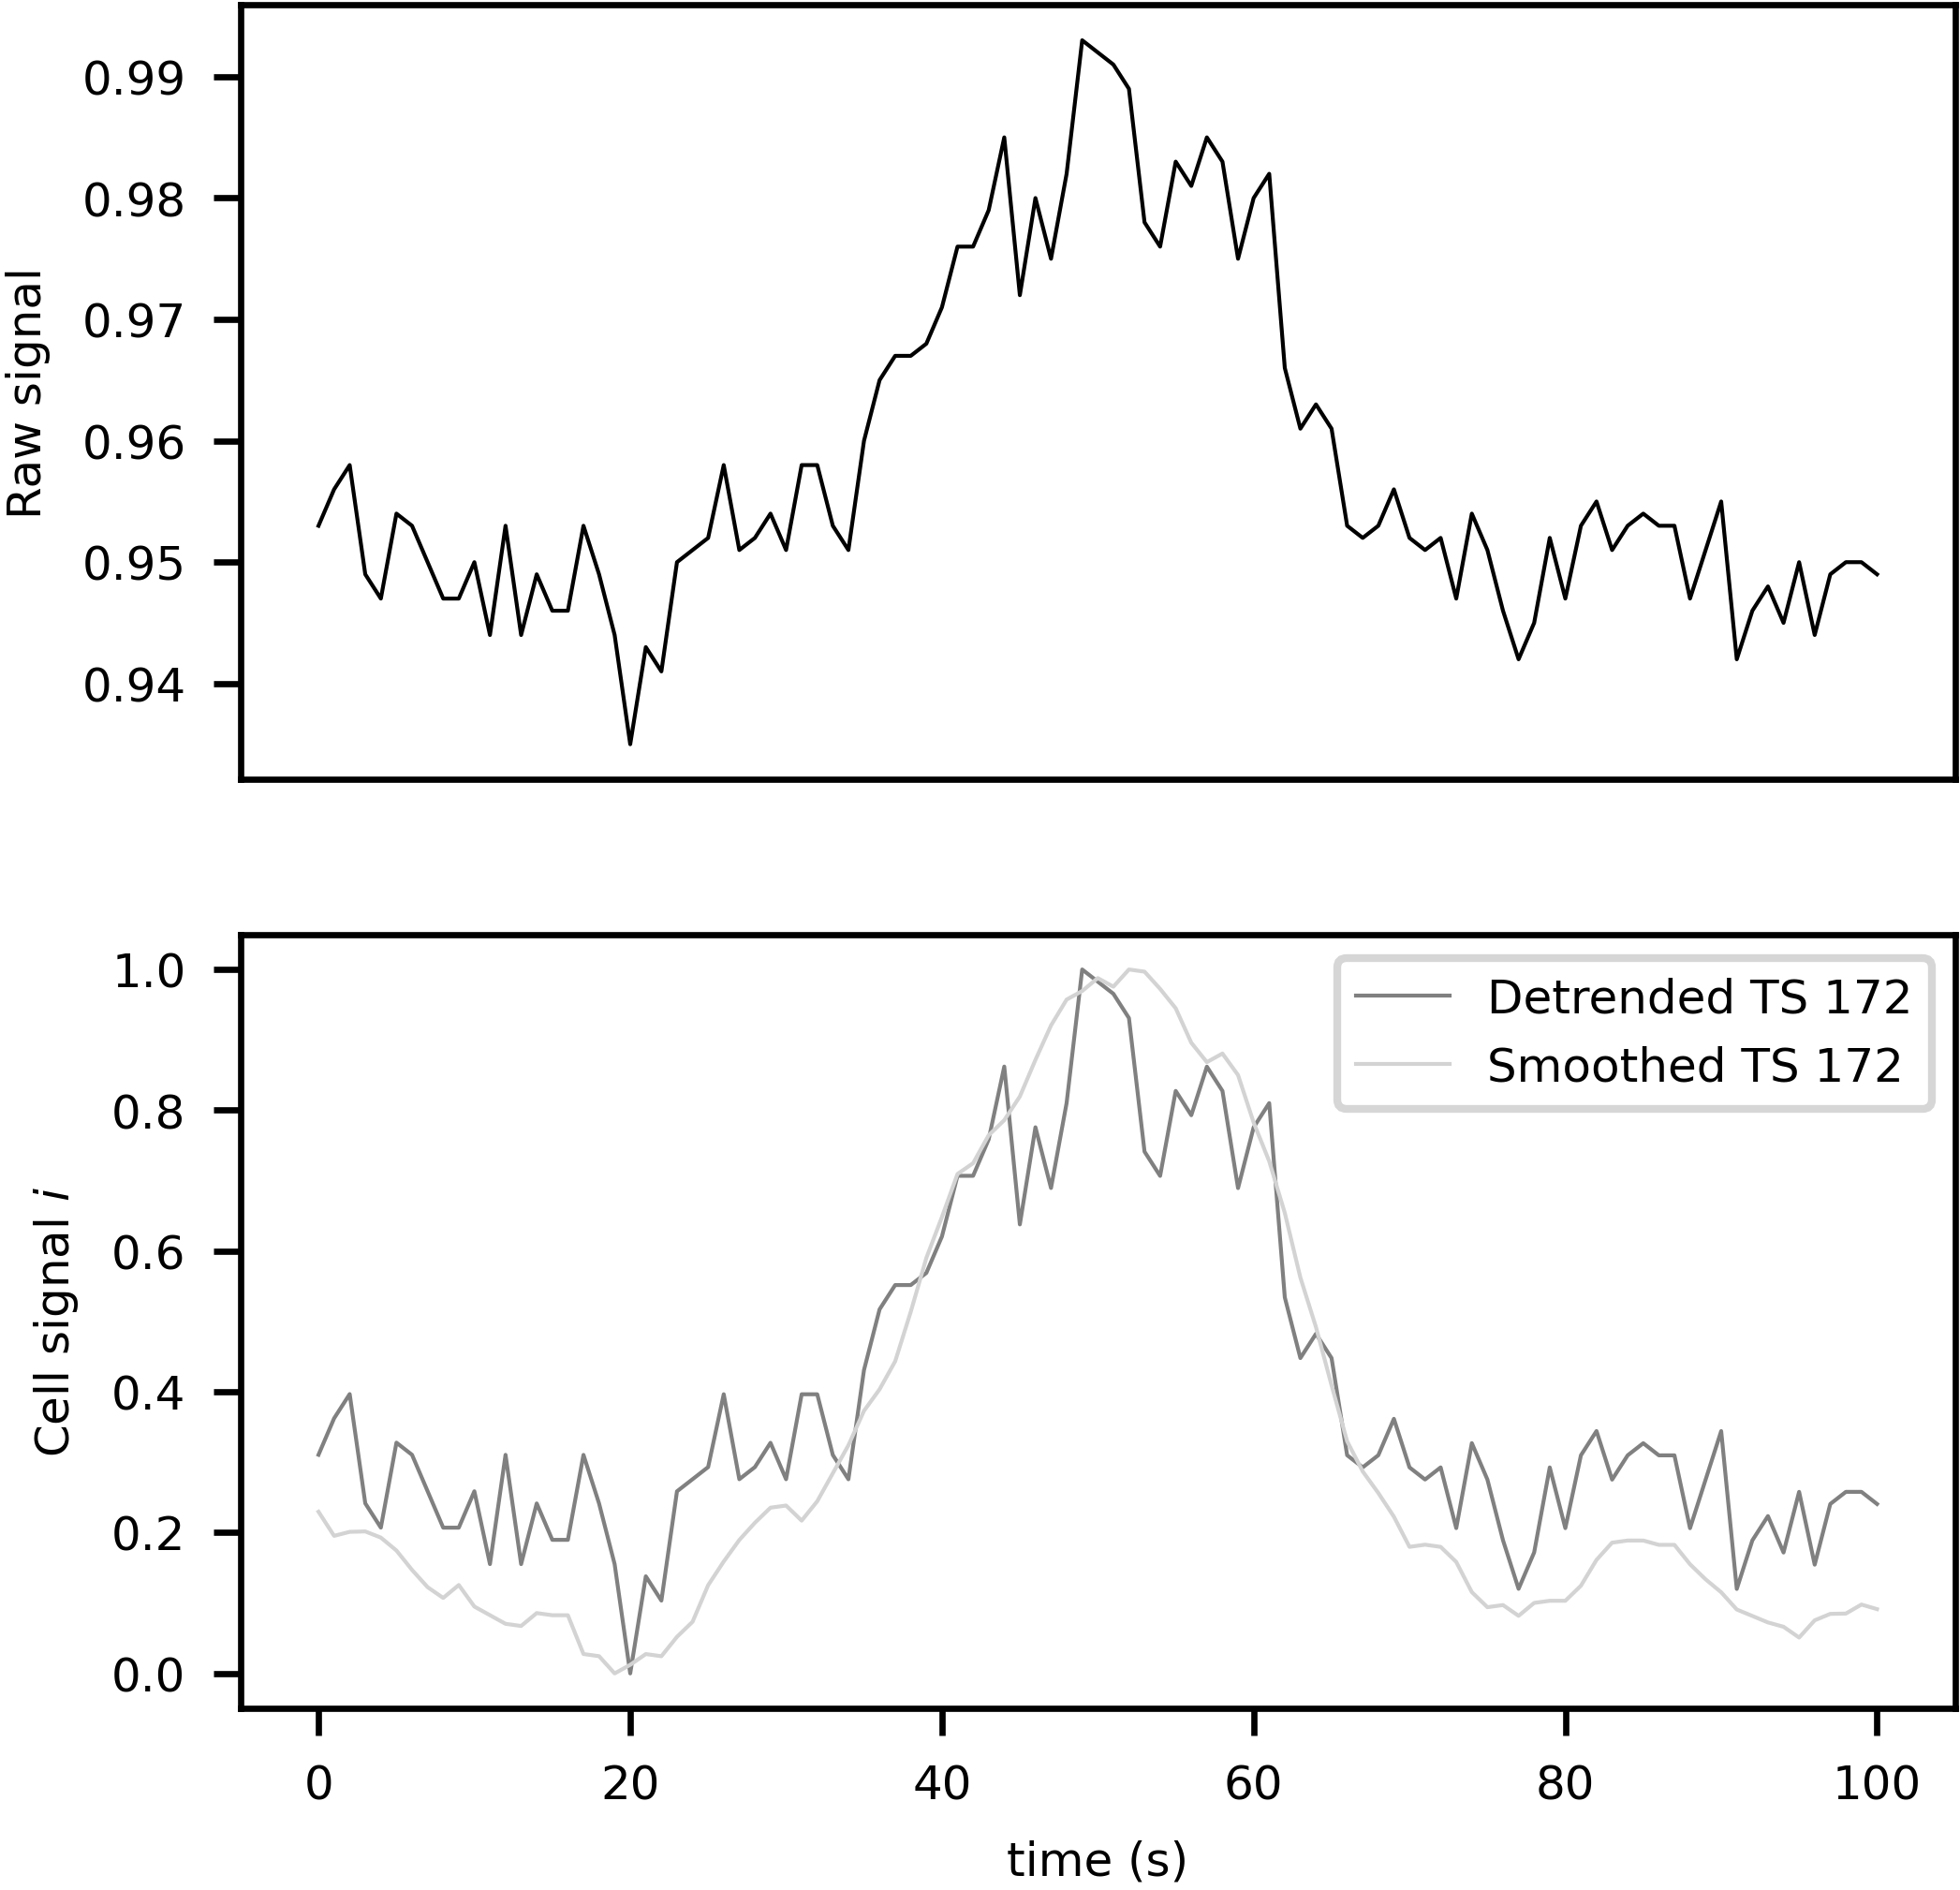 Raw signal
0.99
0.98
0.97
0.96
0.95
0.94
Cell signal i
1.0
0.8
0.6
0.4
0.2
0.0
Detrended TS 172
Smoothed TS 172
0 20 40 60 80 100
time (s)